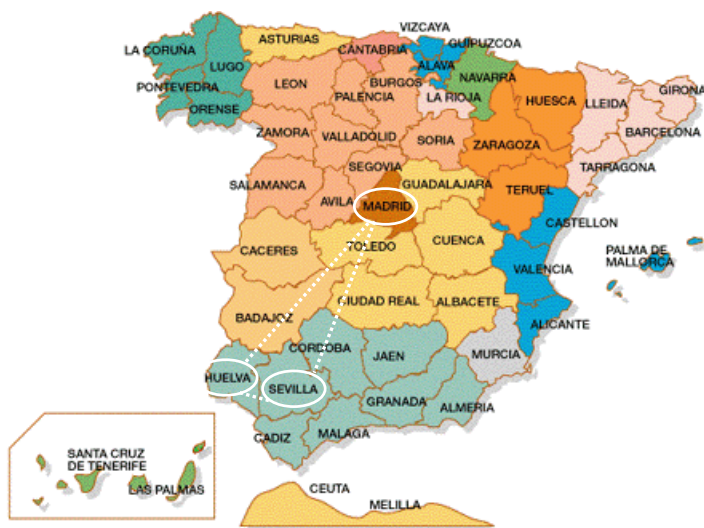 VIZCAYA
ASTURIAS
GUIPUZCOA
LA CORUÑA
CANTABRIA
LUGO
ALAVA
NAVARRA
PONTEVEDRA
LEON
BURGOS
PALENCIA
LA RIOJA
HUESCA
LLEIDA
GIRONA
ORENSE
ZAMORA
VALLADOLID
SORIA
ZARAGOZA
BARCELONA
SEGOVIA
TARRAGONA
SALAMANCA
AVILA
GUADALAJARA
TERUEL
MADRID
CASTELLON
CACERES
TOLEDO
CUENCA
PALMA DE
MALLORCA
VALENCIA
BADAJOZ
CIUDAD REAL
ALBACETE
ALICANTE
CORDOBA
JAEN
MURCIA
HUELVA
SEVILLA
GRANADA
ALMERIA
CADIZ
MALAGA
SANTA CRUZ
DE TENERIFE
LAS PALMAS
CEUTA
MELILLA